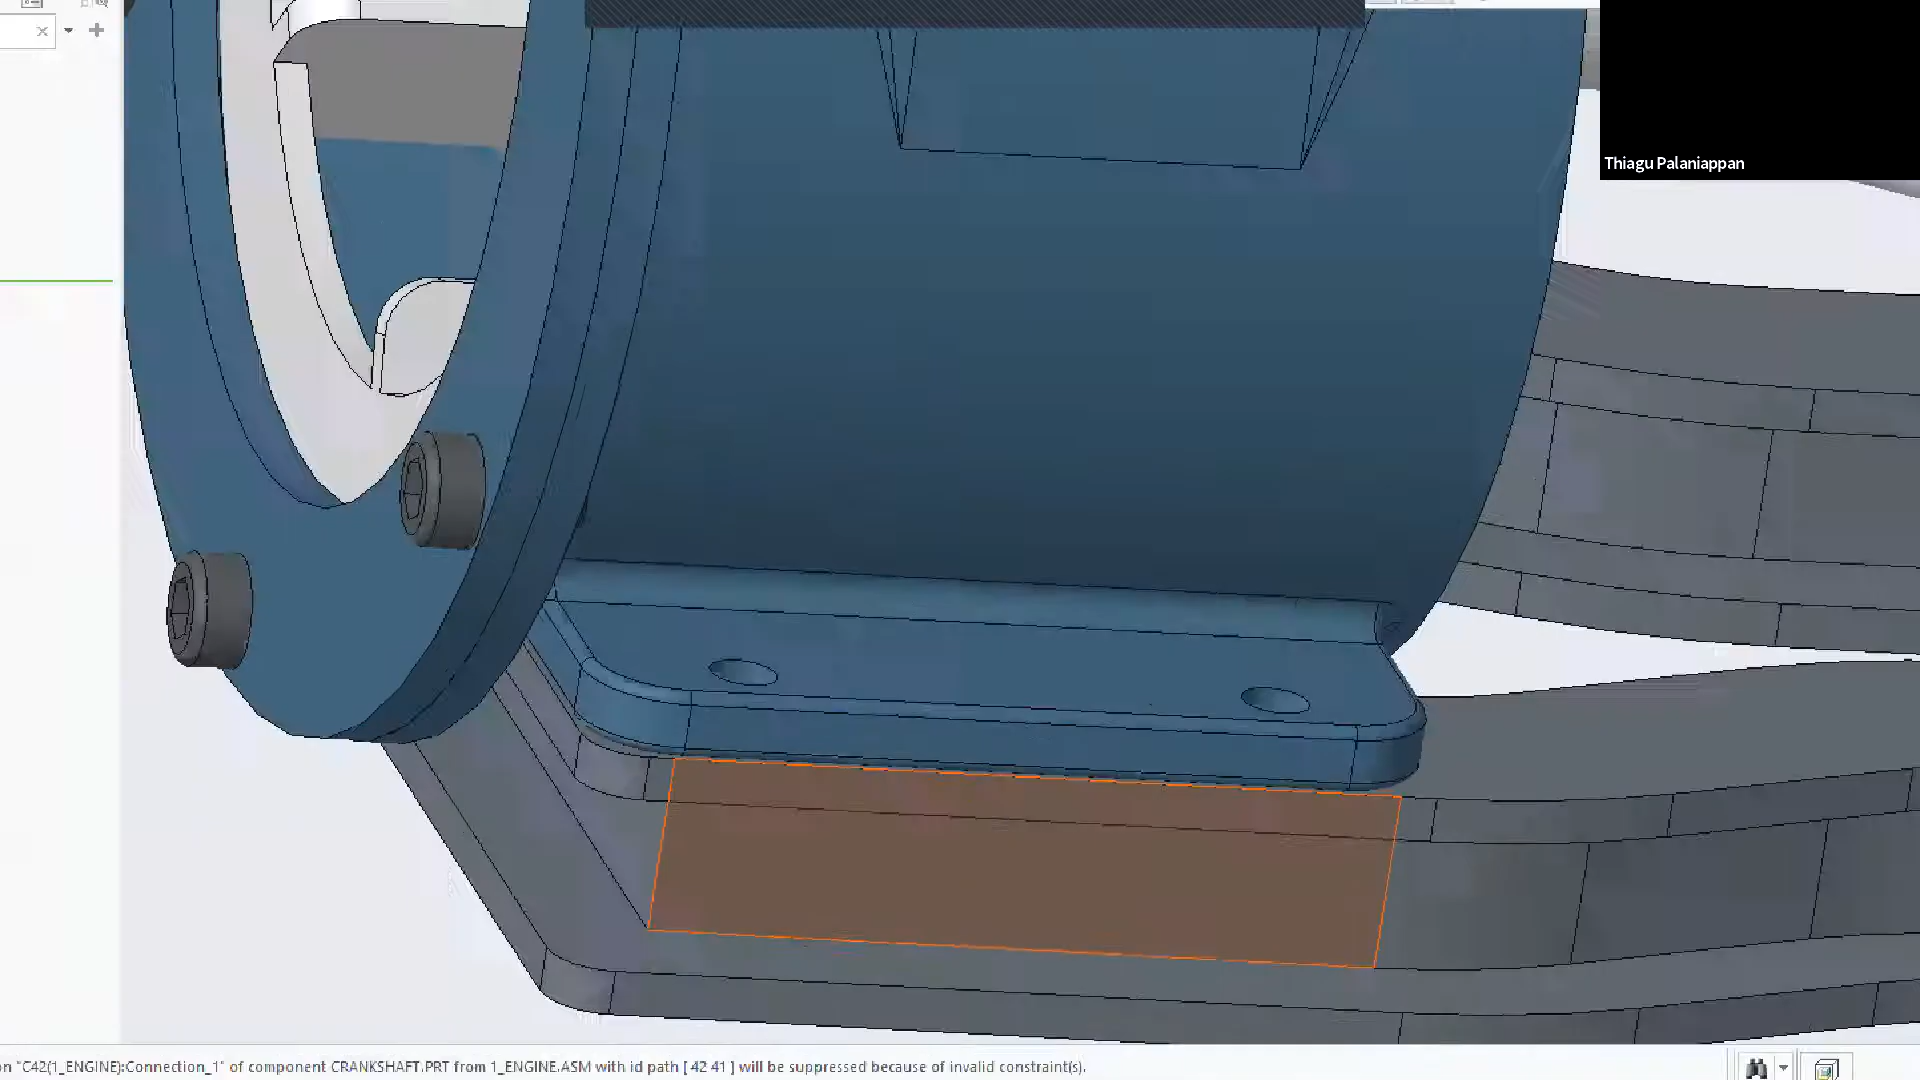 Thiagu Palaniappan
on "C42(1_ENGINE):Connection_1" of component CRANKSHAFT.PRT from 1_ENGINE.ASM with id path [ 42 41 ] will be suppressed because of invalid constraint(s).